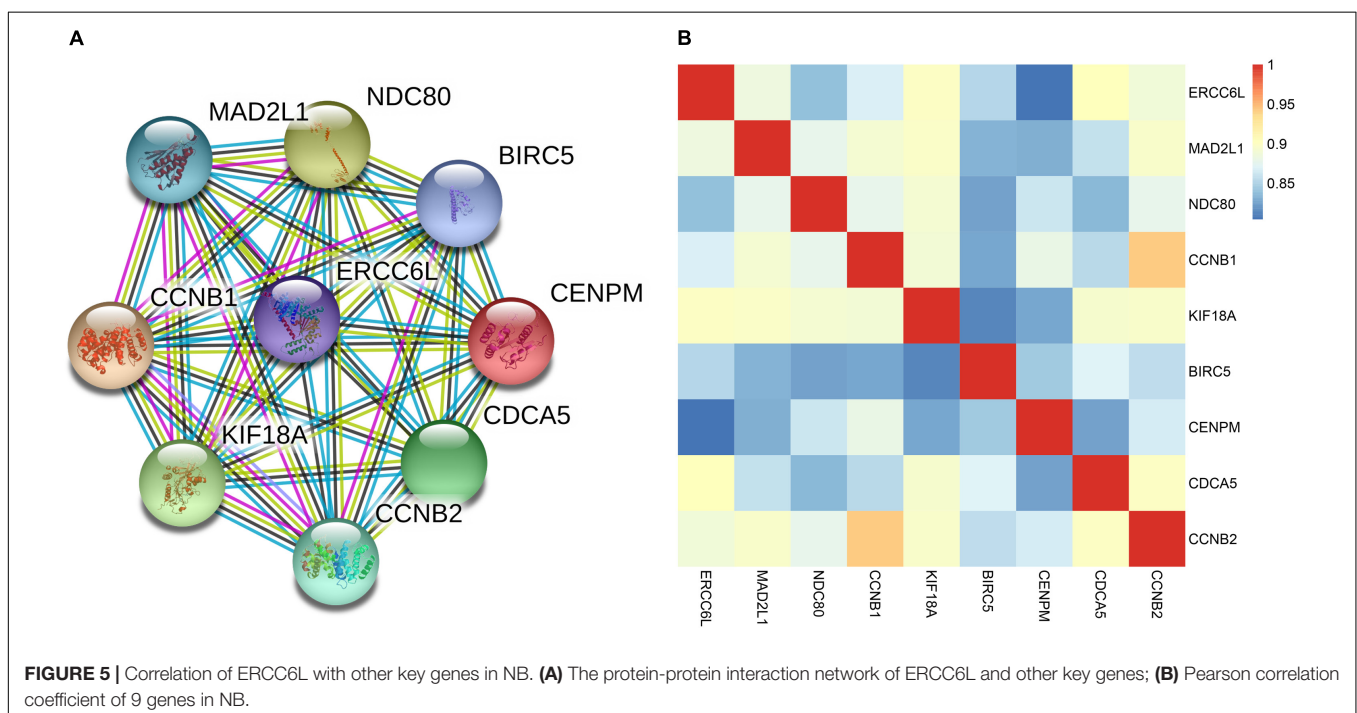 A
MAD2L1
NDC80
BIRC5
ERCC6L
CCNB1
CENPM
CDCA5
KIF18A
CCNB2
B
1
0.95
0.9
0.85
ERCC6L
MAD2L1
NDC80
CCNB1
KIF18A
BIRC5
CENPM
CDCA5
CCNB2
ERCC6L
MAD2L1
NDC80
CCNB1
KIF18A
BIRC5
CENPM
CDCA5
CCNB2
FIGURE 5 | Correlation of ERCC6L with other key genes in NB. (A) The protein-protein interaction network of ERCC6L and other key genes; (B) Pearson correlation
coefficient of 9 genes in NB.